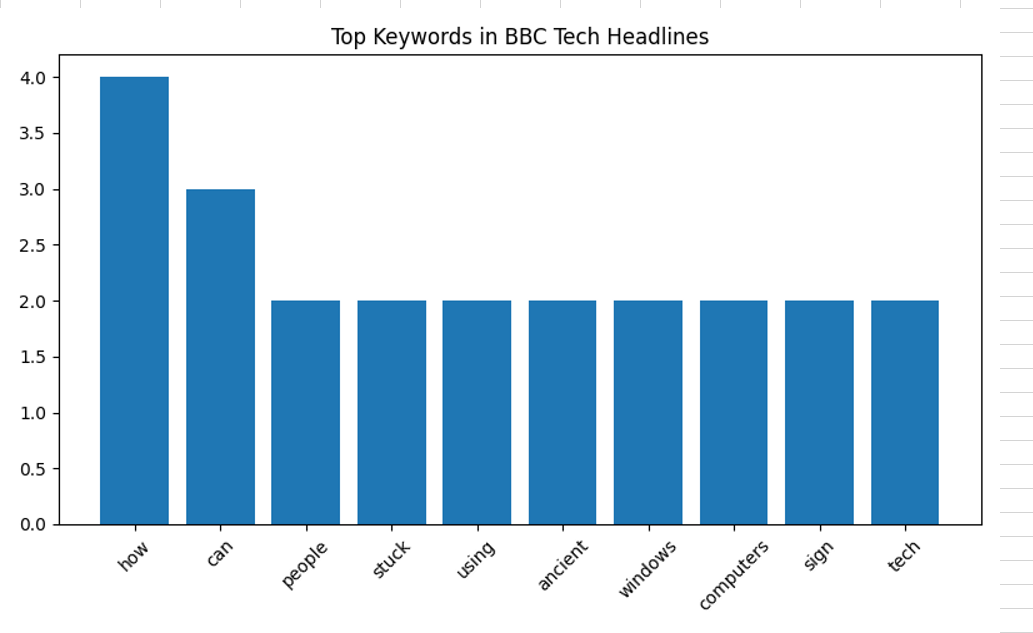 Top Keywords in BBC Tech Headlines
4.0
3.5
3.0
2.5
2.0
1.5
1.0
0.5
0.0
how
can
people
stuck
using
ancient
windows
computers
sign
tech